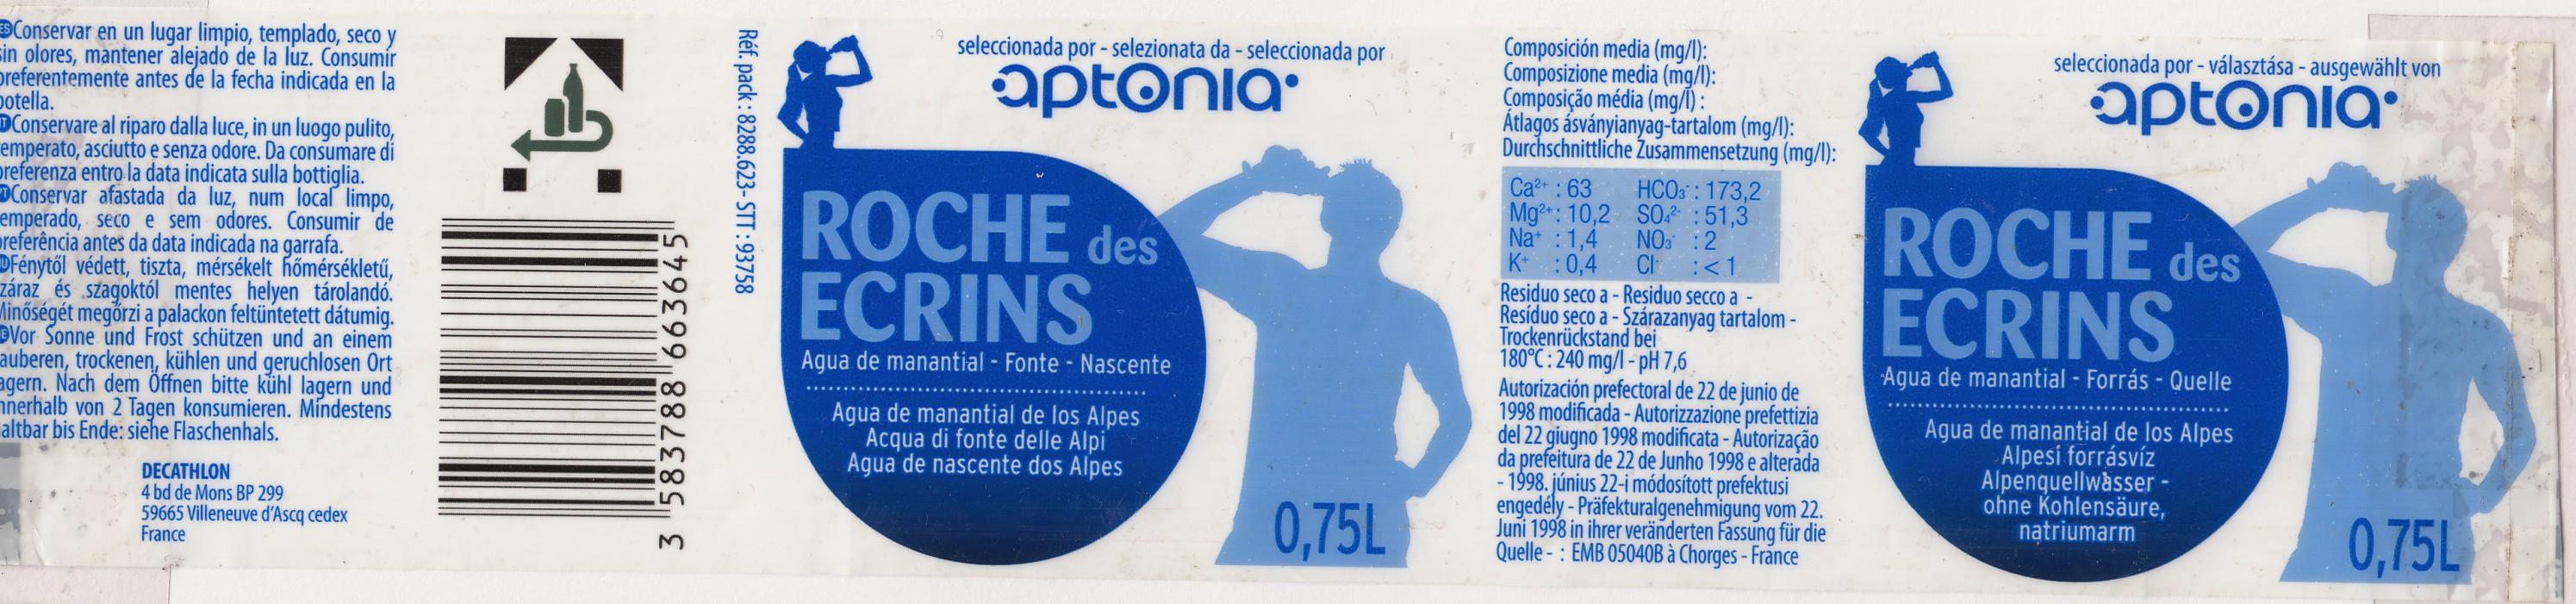 ES Conservar en un lugar limpio, templado, seco y
sin olores, mantener alejado de la luz. Consumir
preferentemente antes de la fecha indicada en la
botella.
IT Conservare al riparo dalla luce, in un luogo pulito,
temperato, asciutto e senza odore. Da consumare di
preferenza entro la data indicata sulla bottiglia.
PT Conservar afastada da luz, num local limpo,
temperado, seco e sem odores. Consumir de
preferência antes da data indicada na garrafa.
HU Fénytől védett, tiszta, mérsékelt hőmérsékletű,
száraz és szagoktól mentes helyen tárolandó.
Minőségét megőrzi a palackon feltüntetett dátumig.
DE Vor Sonne und Frost schützen und an einem
sauberen, trockenen, kühlen und geruchlosen Ort
lagern. Nach dem Öffnen bitte kühl lagern und
innerhalb von 2 Tagen konsumieren. Mindestens
haltbar bis Ende: siehe Flaschenhals.
DECATHLON
4 bd de Mons BP 299
59665 Villeneuve d'Ascq cedex
France
3 583788 663645
Réf. pack : 8288.623- STT : 93758
seleccionada por - selezionata da - seleccionada por
aptonia
ROCHE des
ECRINS
Agua de manantial - Fonte - Nascente
Agua de manantial de los Alpes
Acqua di fonte delle Alpi
Agua de nascente dos Alpes
0,75L
Composición media (mg/l):
Composizione media (mg/l):
Composição média (mg/l) :
Átlagos ásványianyag-tartalom (mg/l):
Durchschnittliche Zusammensetzung (mg/l):
Ca²⁺ : 63 HCO₃⁻ : 173,2
Mg²⁺ : 10,2 SO₄²⁻ : 51,3
Na⁺ : 1,4 NO₃⁻ : 2
K⁺ : 0,4 Cl⁻ : < 1
Residuo seco a - Residuo secco a -
Resíduo seco a - Szárazanyag tartalom -
Trockenrückstand bei
180°C : 240 mg/l - pH 7,6
Autorización prefectoral de 22 de junio de
1998 modificada - Autorizzazione prefettizia
del 22 giugno 1998 modificata - Autorização
da prefeitura de 22 de Junho 1998 e alterada
- 1998. június 22-i módosított prefektusi
engedély - Präfekturalgenehmigung vom 22.
Juni 1998 in ihrer veränderten Fassung für die
Quelle - : EMB 05040B à Chorges - France
seleccionada por - választása - ausgewählt von
aptonia
ROCHE des
ECRINS
Agua de manantial - Forrás - Quelle
Agua de manantial de los Alpes
Alpesi forrásvíz
Alpenquellwasser -
ohne Kohlensäure,
natriumarm
0,75L